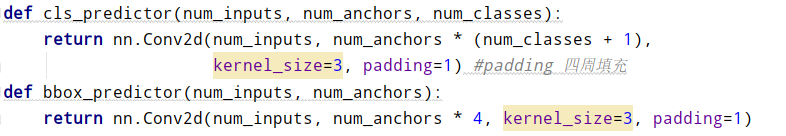 def cls_predictor(num_inputs, num_anchors, num_classes):
    return nn.Conv2d(num_inputs, num_anchors * (num_classes + 1),
                     kernel_size=3, padding=1) #padding 四周填充
def bbox_predictor(num_inputs, num_anchors):
    return nn.Conv2d(num_inputs, num_anchors * 4, kernel_size=3, padding=1)